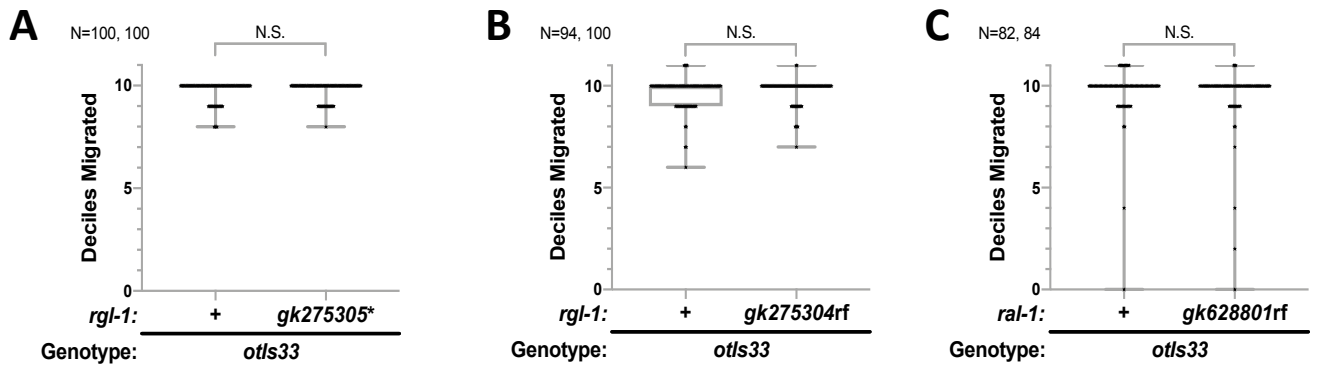 A
N=100, 100
N.S.
Deciles Migrated
10
5
0
rgl-1:
+
gk275305*
Genotype:
otIs33
B
N=94, 100
N.S.
Deciles Migrated
10
5
0
rgl-1:
+
gk275304rf
otIs33
C
N=82, 84
N.S.
Deciles Migrated
10
5
0
ral-1:
+
gk628801rf
Genotype:
otIs33